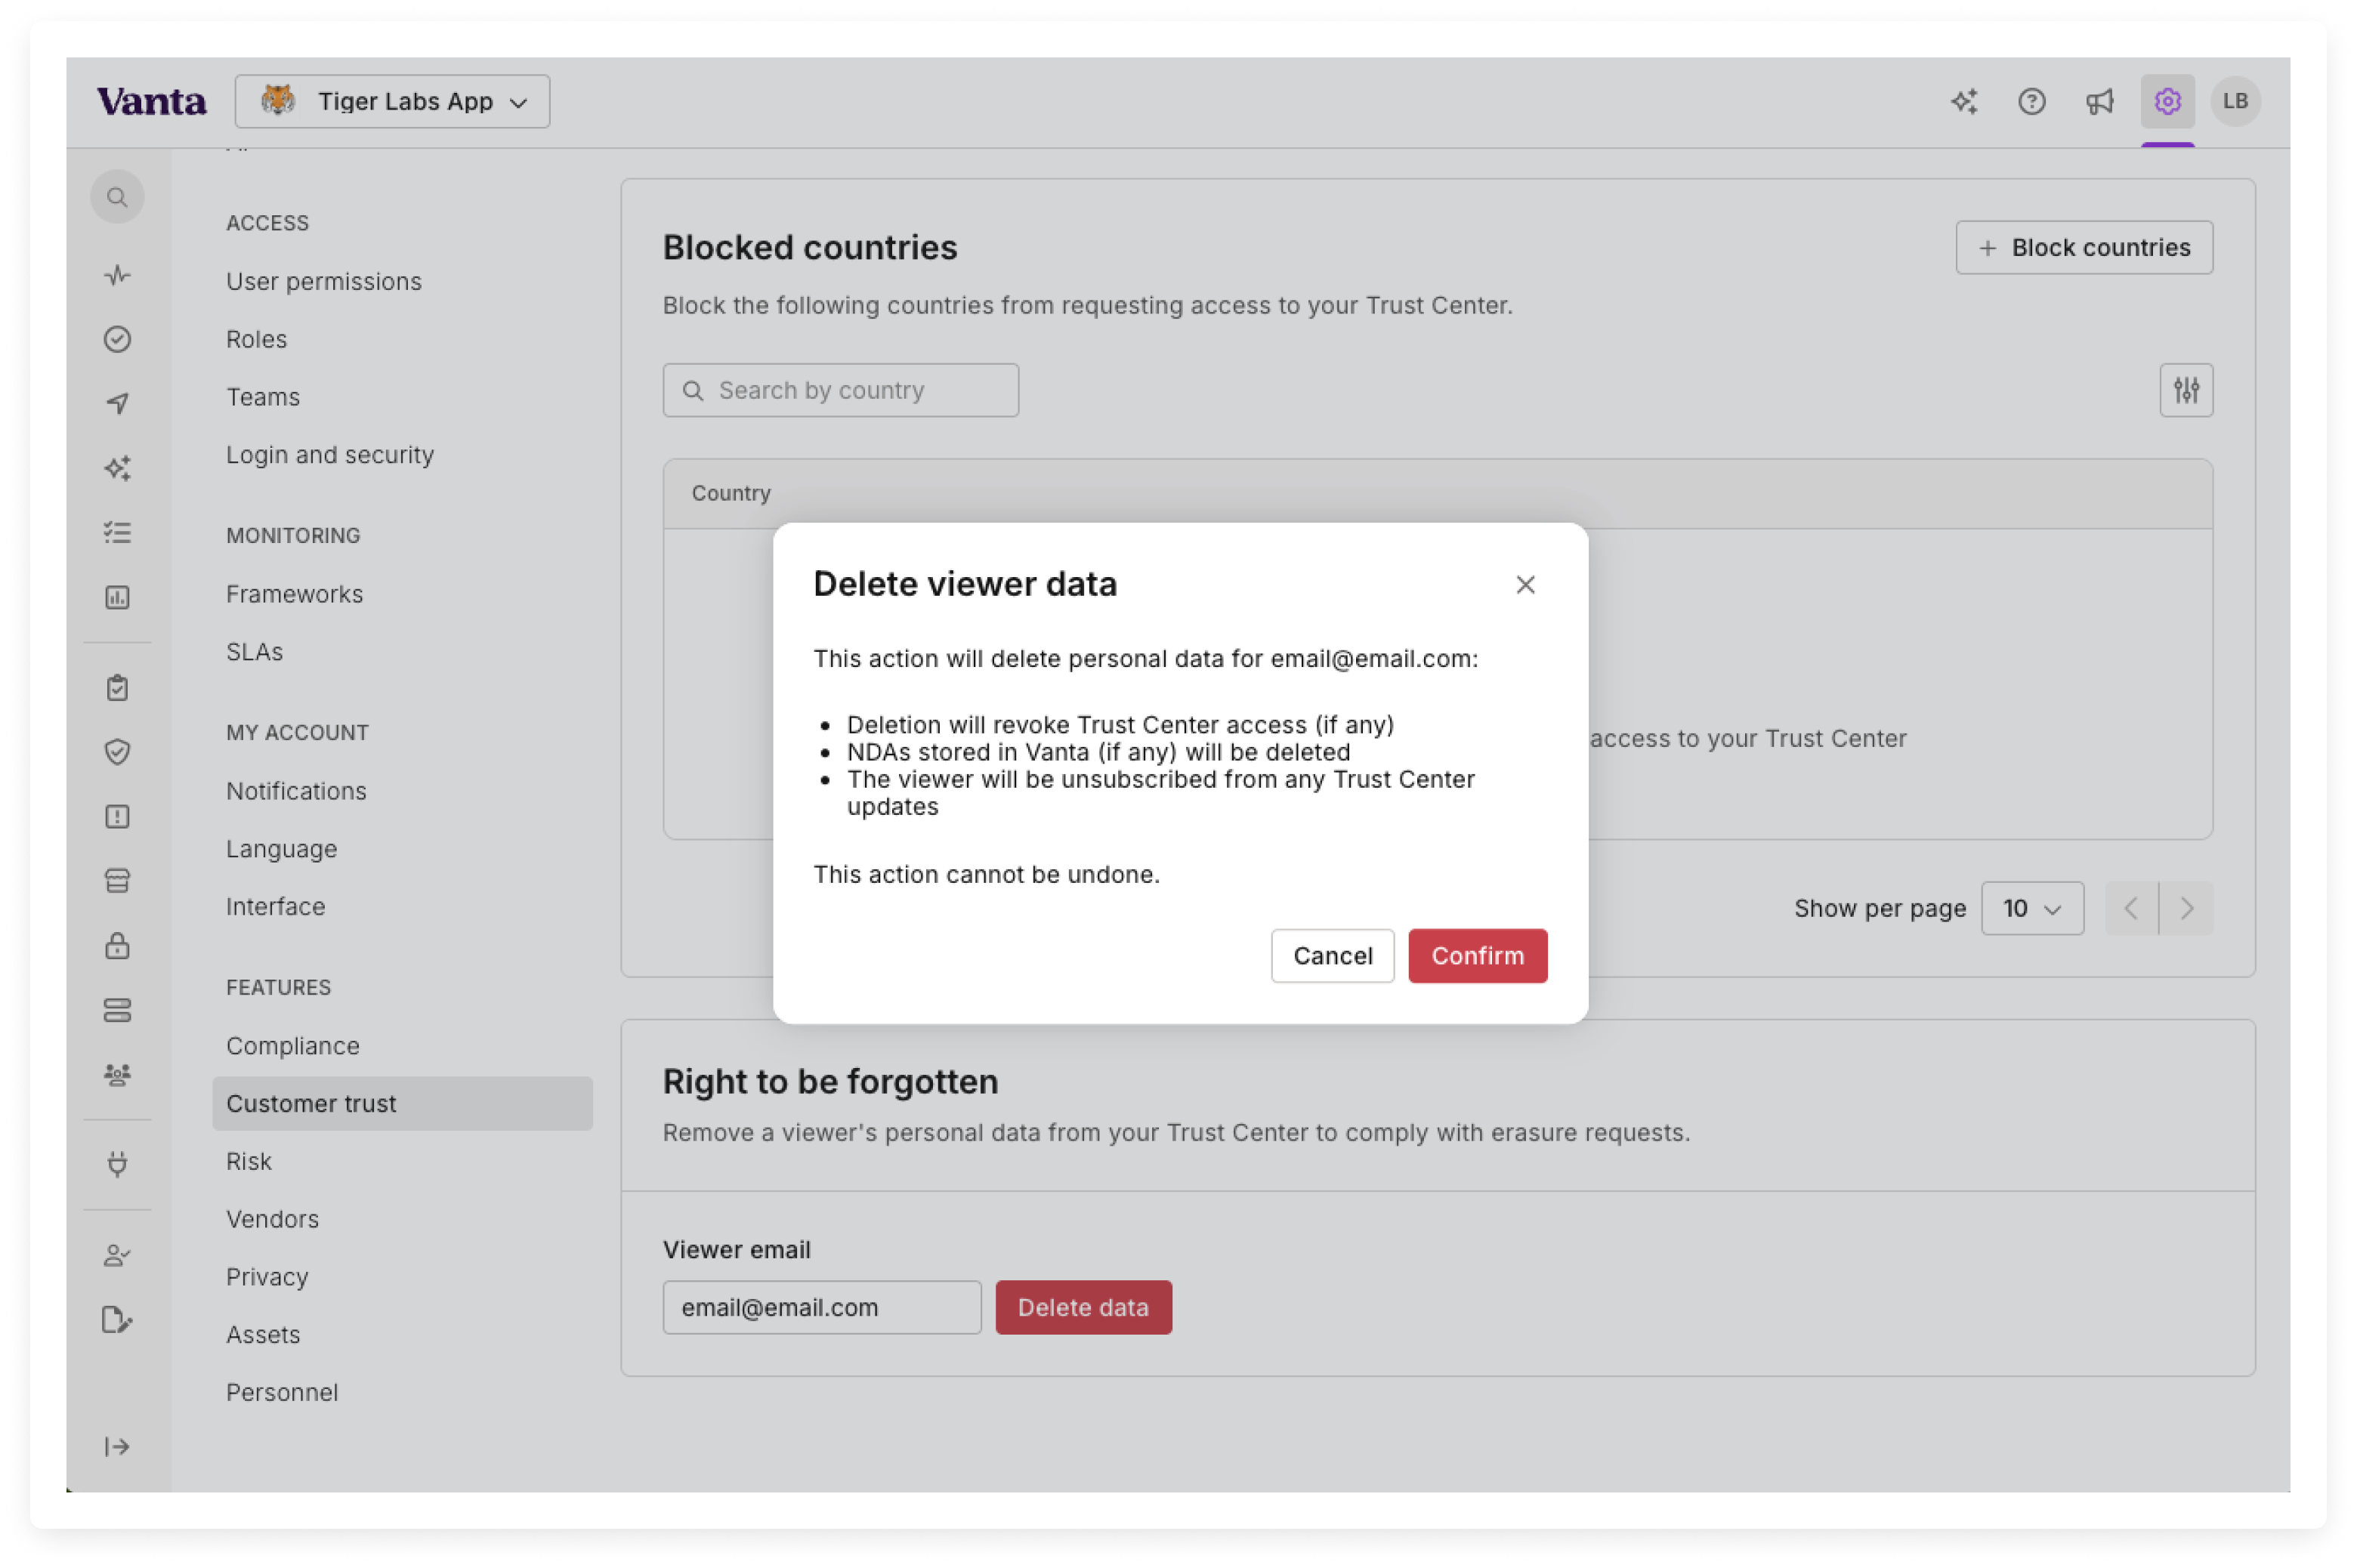 Vanta
Tiger Labs App
LB
ACCESS
User permissions
Roles
Teams
Login and security
MONITORING
Frameworks
SLAs
MY ACCOUNT
Notifications
Language
Interface
FEATURES
Compliance
Customer trust
Risk
Vendors
Privacy
Assets
Personnel
Blocked countries
+ Block countries
Block the following countries from requesting access to your Trust Center.
Search by country
Country
access to your Trust Center
Show per page
10
Delete viewer data
This action will delete personal data for email@email.com:
• Deletion will revoke Trust Center access (if any)
• NDAs stored in Vanta (if any) will be deleted
• The viewer will be unsubscribed from any Trust Center
updates
This action cannot be undone.
Cancel
Confirm
Right to be forgotten
Remove a viewer's personal data from your Trust Center to comply with erasure requests.
Viewer email
email@email.com
Delete data